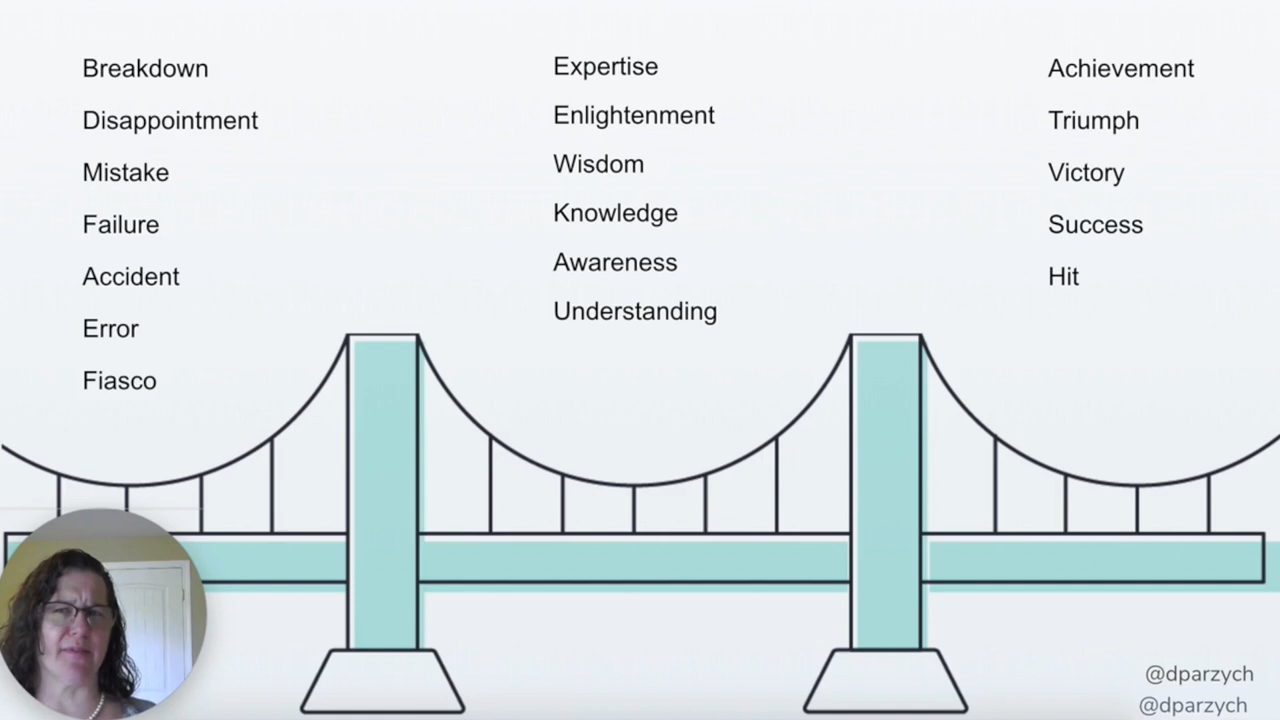 Breakdown
Disappointment
Mistake
Failure
Accident
Error
Fiasco
Expertise
Enlightenment
Wisdom
Knowledge
Awareness
Understanding
Achievement
Triumph
Victory
Success
Hit
@dparzych
@dparzych